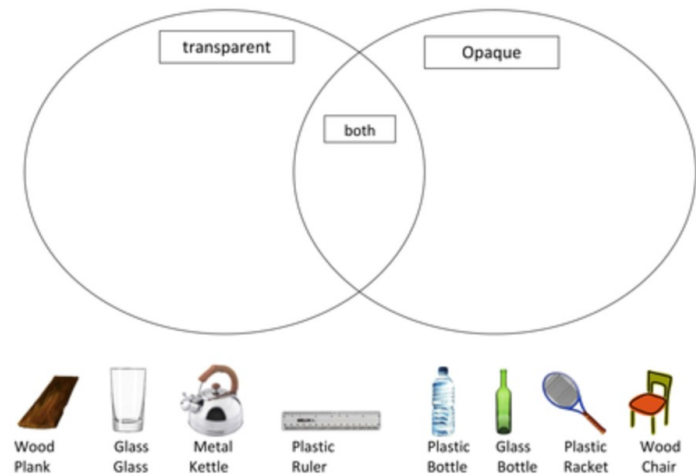 transparent
Opaque
both
Wood
Plank
Glass
Glass
Metal
Kettle
Plastic
Ruler
Plastic
Bottle
Glass
Bottle
Plastic
Racket
Wood
Chair